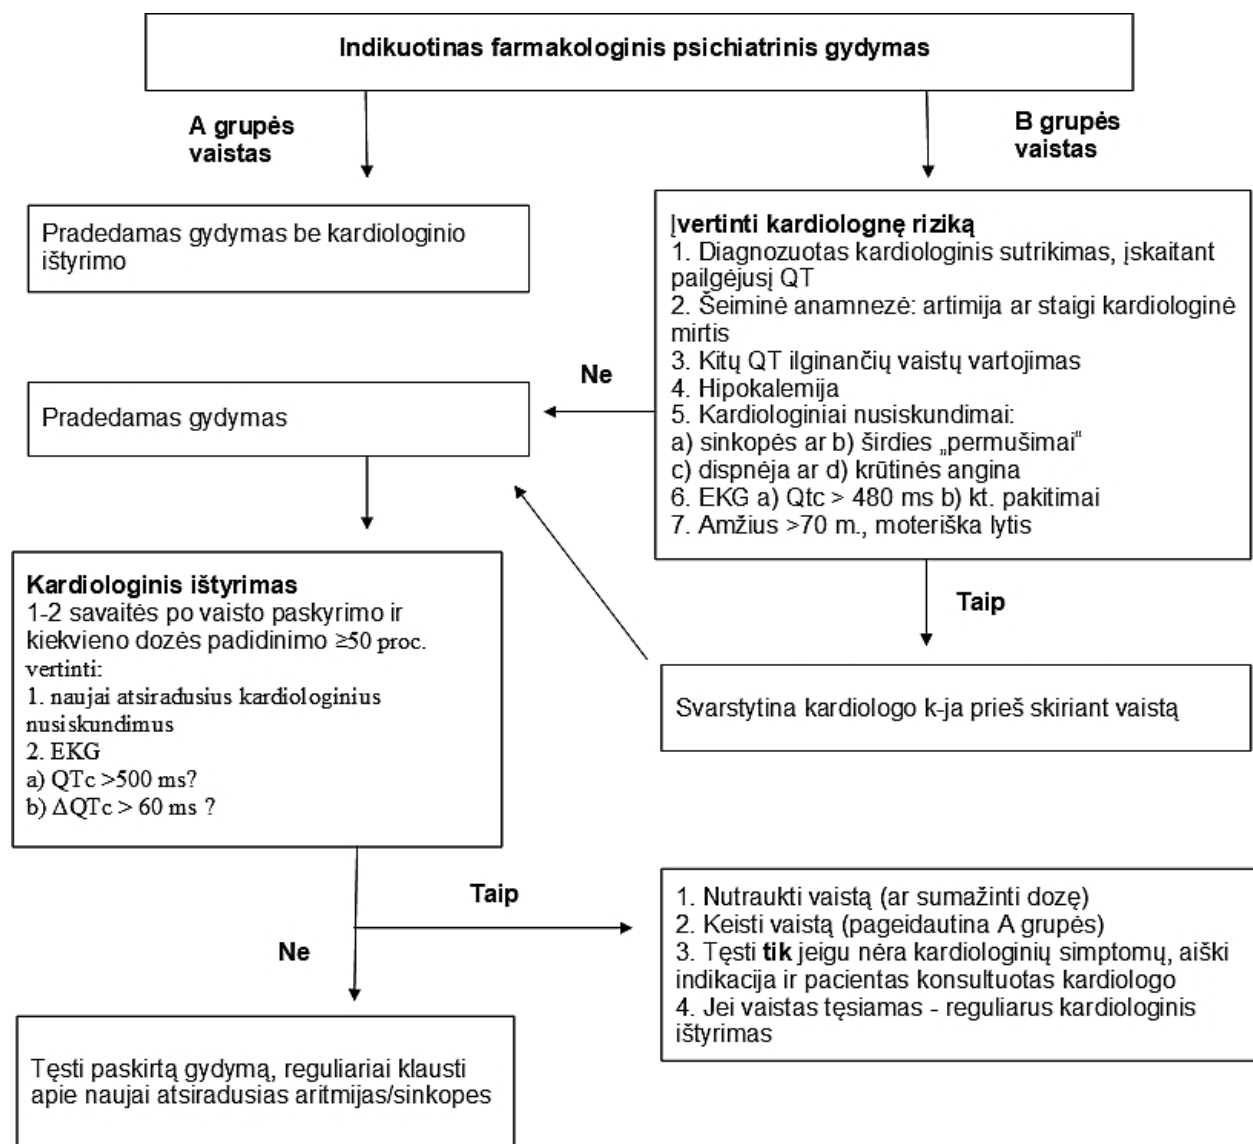 Indikuotinas farmakologinis psichiatrinis gydymas
A grupės
vaistas
B grupės
vaistas
Pradedamas gydymas be kardiologinio
ištyrimo
Įvertinti kardiolognę riziką
1. Diagnozuotas kardiologinis sutrikimas, įskaitant
pailgėjusį QT
2. Šeiminė anamnezė: artimija ar staigi kardiologinė
mirtis
3. Kitų QT ilginančių vaistų vartojimas
4. Hipokalemija
5. Kardiologiniai nusiskundimai:
a) sinkopės ar b) širdies „permušimai“
c) dispnėja ar d) krūtinės angina
6. EKG a) Qtc > 480 ms b) kt. pakitimai
7. Amžius >70 m., moteriška lytis
Ne
Pradedamas gydymas
Taip
Svarstytina kardiologo k-ja prieš skiriant vaistą
Kardiologinis ištyrimas
1-2 savaitės po vaisto paskyrimo ir
kiekvieno dozės padidinimo ≥50 proc.
vertinti:
1. naujai atsiradusius kardiologinius
nusiskundimus
2. EKG
a) QTc >500 ms?
b) ΔQTc > 60 ms ?
Taip
Ne
1. Nutraukti vaistą (ar sumažinti dozę)
2. Keisti vaistą (pageidautina A grupės)
3. Tęsti tik jeigu nėra kardiologinių simptomų, aiški
indikacija ir pacientas konsultuotas kardiologo
4. Jei vaistas tęsiamas - reguliarus kardiologinis
ištyrimas
Tęsti paskirtą gydymą, reguliariai klausti
apie naujai atsiradusias aritmijas/sinkopes